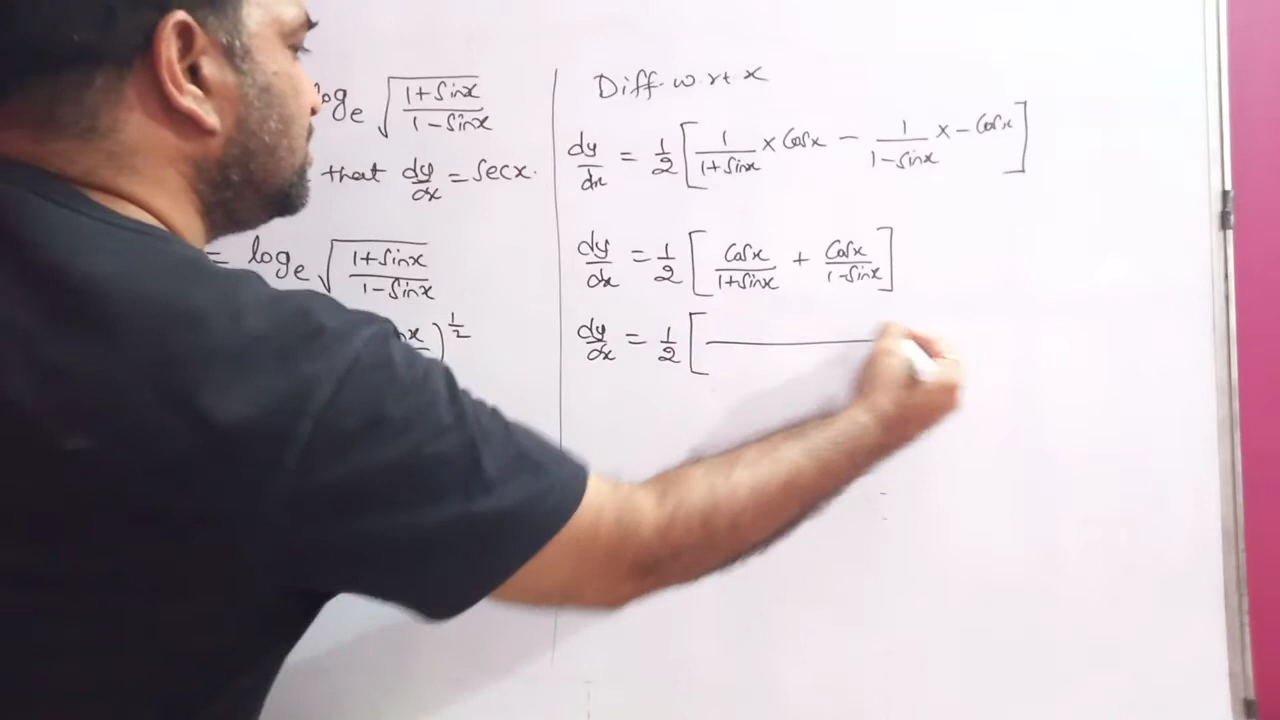 loge √(1+Sinx/1-Sinx)
that dy/dx = Secx.
= loge √(1+Sinx/1-Sinx)
)^1/2
Diff. w r t x
dy/dx = 1/2 [1/1+Sinx × Cosx - 1/1-Sinx × -Cosx]
dy/dx = 1/2 [Cosx/1+Sinx + Cosx/1-Sinx]
dy/dx = 1/2 [